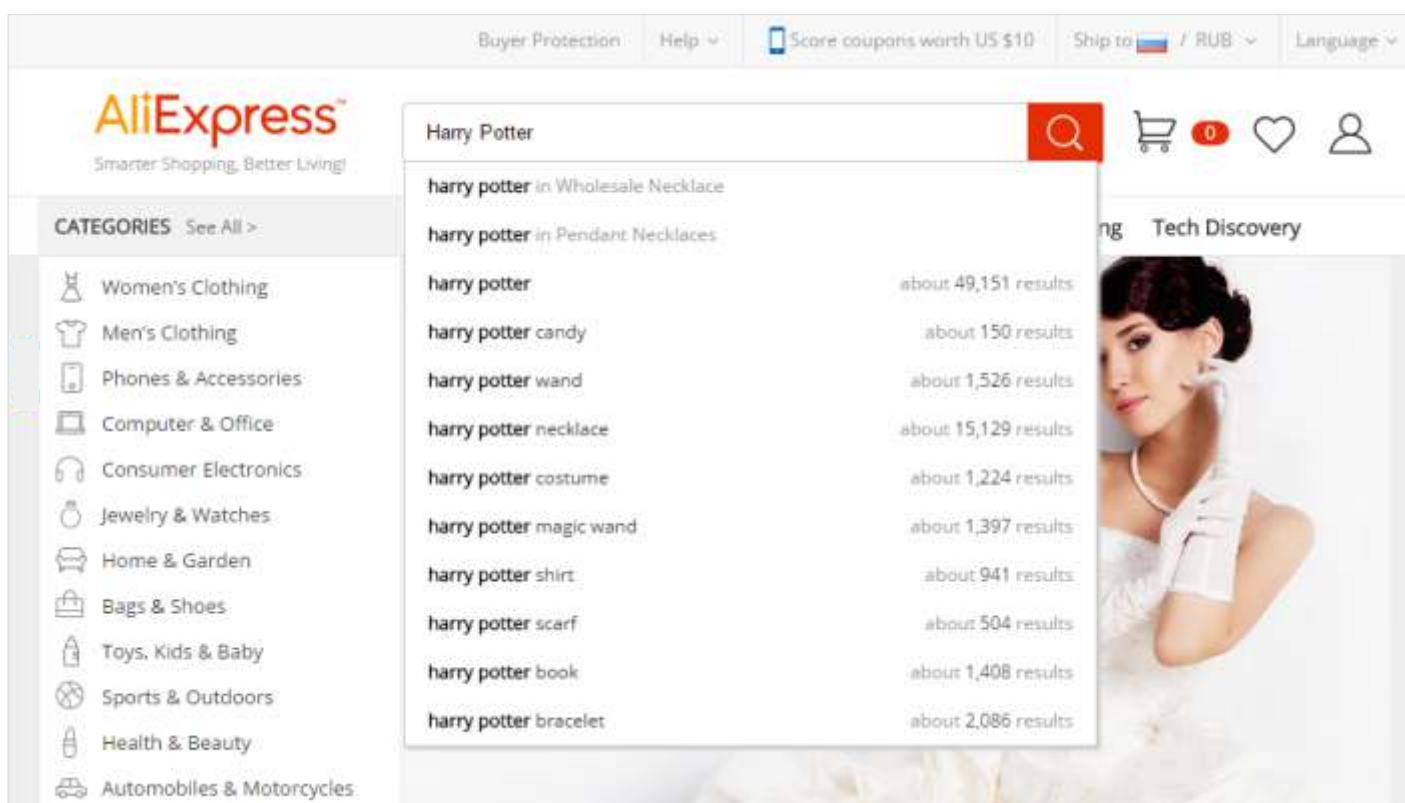 Buyer Protection Help Score coupons worth US $10 Ship to / RUB Language
AliExpress™
Smarter Shopping, Better Living!
Harry Potter
0
harry potter in Wholesale Necklace
harry potter in Pendant Necklaces
harry potter about 49,151 results
harry potter candy about 150 results
harry potter wand about 1,526 results
harry potter necklace about 15,129 results
harry potter costume about 1,224 results
harry potter magic wand about 1,397 results
harry potter shirt about 941 results
harry potter scarf about 504 results
harry potter book about 1,408 results
harry potter bracelet about 2,086 results
CATEGORIES See All >
ng Tech Discovery
Women's Clothing
Men's Clothing
Phones & Accessories
Computer & Office
Consumer Electronics
Jewelry & Watches
Home & Garden
Bags & Shoes
Toys, Kids & Baby
Sports & Outdoors
Health & Beauty
Automobiles & Motorcycles